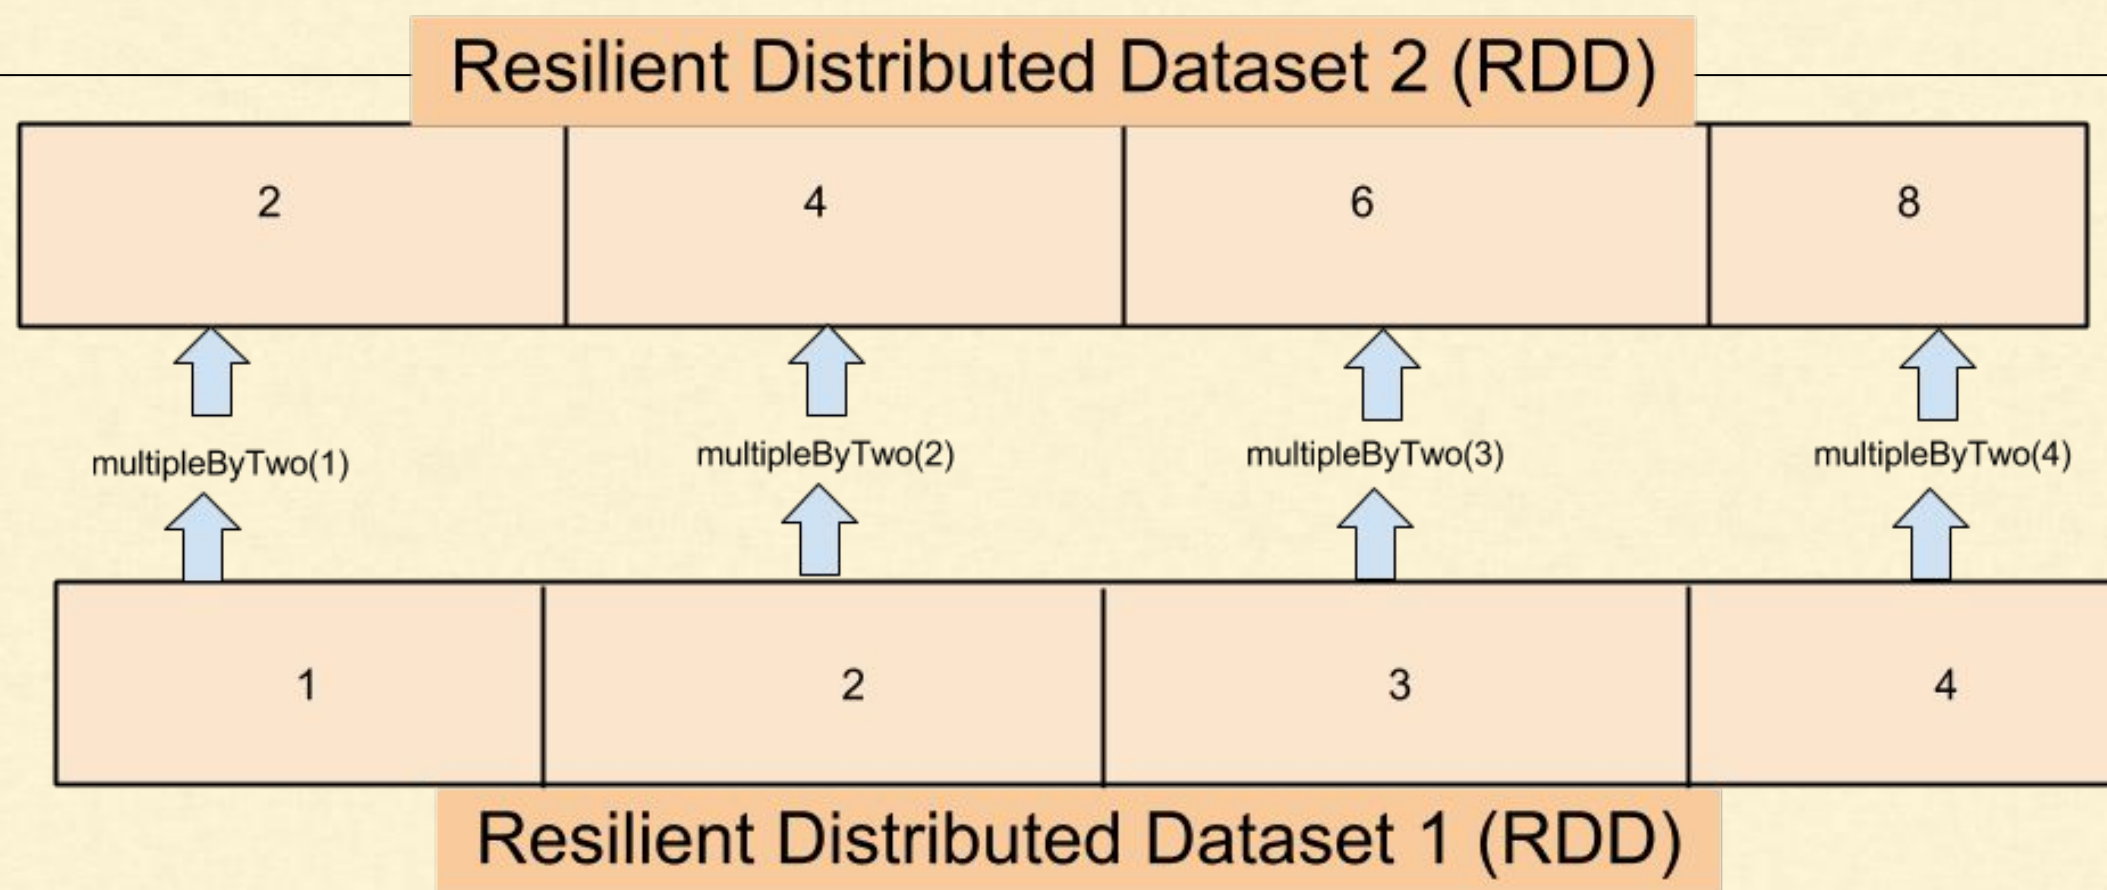 Resilient Distributed Dataset 2 (RDD)
2 4 6 8
multipleByTwo(1) multipleByTwo(2) multipleByTwo(3) multipleByTwo(4)
1 2 3 4
Resilient Distributed Dataset 1 (RDD)